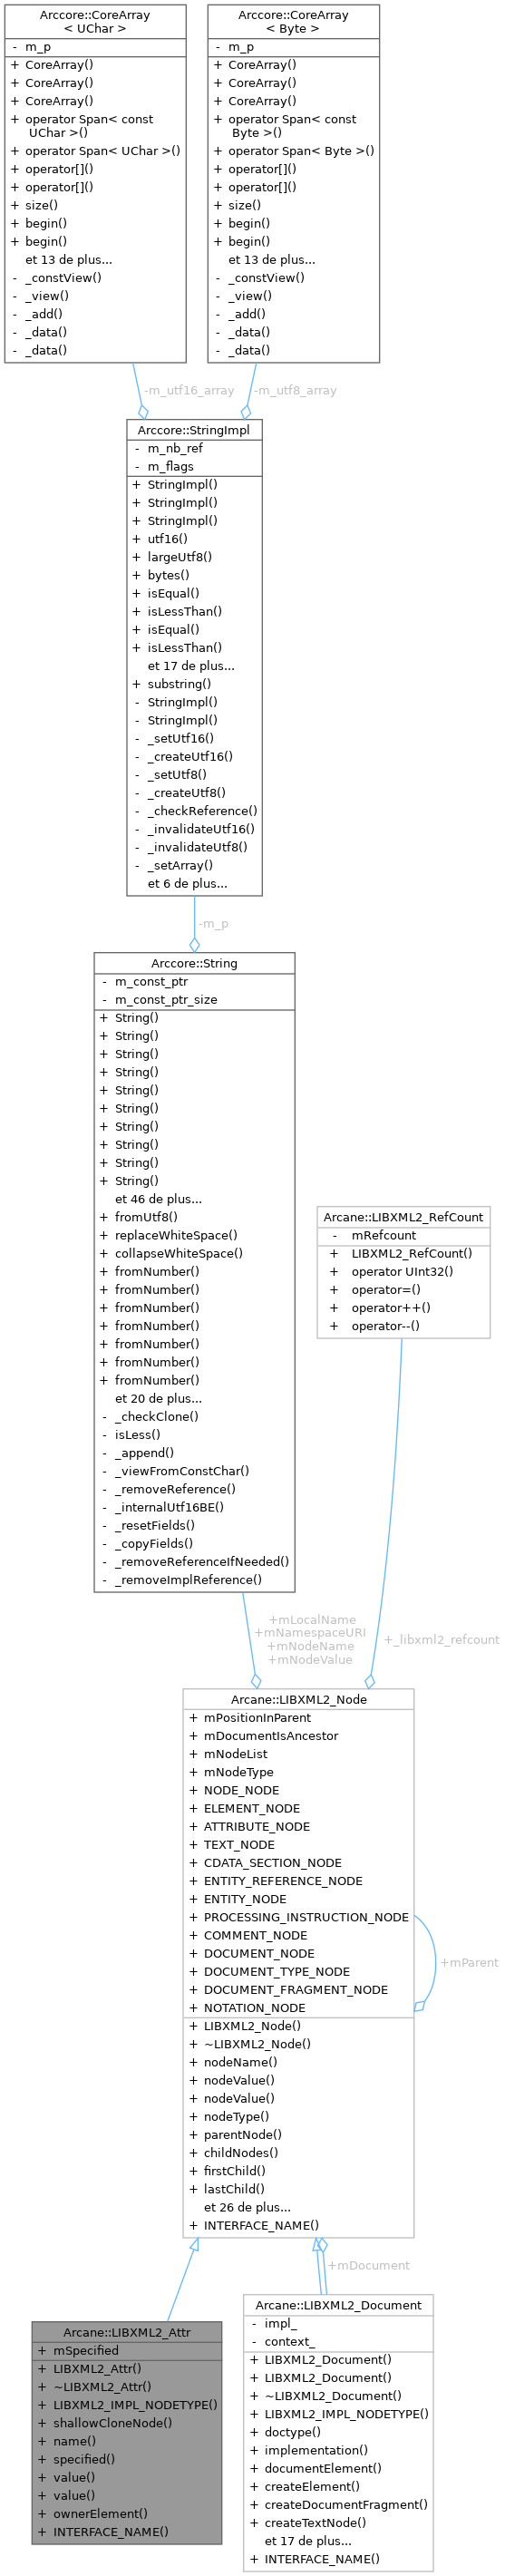 Arccore::CoreArray
< UChar >
- m_p
+ CoreArray()
+ CoreArray()
+ CoreArray()
+ operator Span< const
UChar >()
+ operator Span< UChar >()
+ operator[]()
+ operator[]()
+ size()
+ begin()
+ begin()
et 13 de plus...
- _constView()
- _view()
- _add()
- _data()
- _data()
Arccore::CoreArray
< Byte >
- m_p
+ CoreArray()
+ CoreArray()
+ CoreArray()
+ operator Span< const
Byte >()
+ operator Span< Byte >()
+ operator[]()
+ operator[]()
+ size()
+ begin()
+ begin()
et 13 de plus...
- _constView()
- _view()
- _add()
- _data()
- _data()
-m_utf16_array
-m_utf8_array
Arccore::StringImpl
- m_nb_ref
- m_flags
+ StringImpl()
+ StringImpl()
+ StringImpl()
+ utf16()
+ largeUtf8()
+ bytes()
+ isEqual()
+ isLessThan()
+ isEqual()
+ isLessThan()
et 17 de plus...
+ substring()
- StringImpl()
- StringImpl()
- _setUtf16()
- _createUtf16()
- _setUtf8()
- _createUtf8()
- _checkReference()
- _invalidateUtf16()
- _invalidateUtf8()
- _setArray()
et 6 de plus...
-m_p
Arccore::String
- m_const_ptr
- m_const_ptr_size
+ String()
+ String()
+ String()
+ String()
+ String()
+ String()
+ String()
+ String()
+ String()
+ String()
et 46 de plus...
+ fromUtf8()
+ replaceWhiteSpace()
+ collapseWhiteSpace()
+ fromNumber()
+ fromNumber()
+ fromNumber()
+ fromNumber()
+ fromNumber()
+ fromNumber()
+ fromNumber()
et 20 de plus...
- _checkClone()
- isLess()
- _append()
- _viewFromConstChar()
- _removeReference()
- _internalUtf16BE()
- _resetFields()
- _copyFields()
- _removeReferenceIfNeeded()
- _removeImplReference()
Arcane::LIBXML2_RefCount
- mRefcount
+ LIBXML2_RefCount()
+ operator UInt32()
+ operator=()
+ operator++()
+ operator--()
+mLocalName
+mNamespaceURI
+mNodeName
+mNodeValue
+_libxml2_refcount
Arcane::LIBXML2_Node
+ mPositionInParent
+ mDocumentIsAncestor
+ mNodeList
+ mNodeType
+ NODE_NODE
+ ELEMENT_NODE
+ ATTRIBUTE_NODE
+ TEXT_NODE
+ CDATA_SECTION_NODE
+ ENTITY_REFERENCE_NODE
+ ENTITY_NODE
+ PROCESSING_INSTRUCTION_NODE
+ COMMENT_NODE
+ DOCUMENT_NODE
+ DOCUMENT_TYPE_NODE
+ DOCUMENT_FRAGMENT_NODE
+ NOTATION_NODE
+ LIBXML2_Node()
+ ~LIBXML2_Node()
+ nodeName()
+ nodeValue()
+ nodeValue()
+ nodeType()
+ parentNode()
+ childNodes()
+ firstChild()
+ lastChild()
et 26 de plus...
+ INTERFACE_NAME()
+mParent
+mDocument
Arcane::LIBXML2_Attr
+ mSpecified
+ LIBXML2_Attr()
+ ~LIBXML2_Attr()
+ LIBXML2_IMPL_NODETYPE()
+ shallowCloneNode()
+ name()
+ specified()
+ value()
+ value()
+ ownerElement()
+ INTERFACE_NAME()
Arcane::LIBXML2_Document
- impl_
- context_
+ LIBXML2_Document()
+ LIBXML2_Document()
+ ~LIBXML2_Document()
+ LIBXML2_IMPL_NODETYPE()
+ doctype()
+ implementation()
+ documentElement()
+ createElement()
+ createDocumentFragment()
+ createTextNode()
et 17 de plus...
+ INTERFACE_NAME()